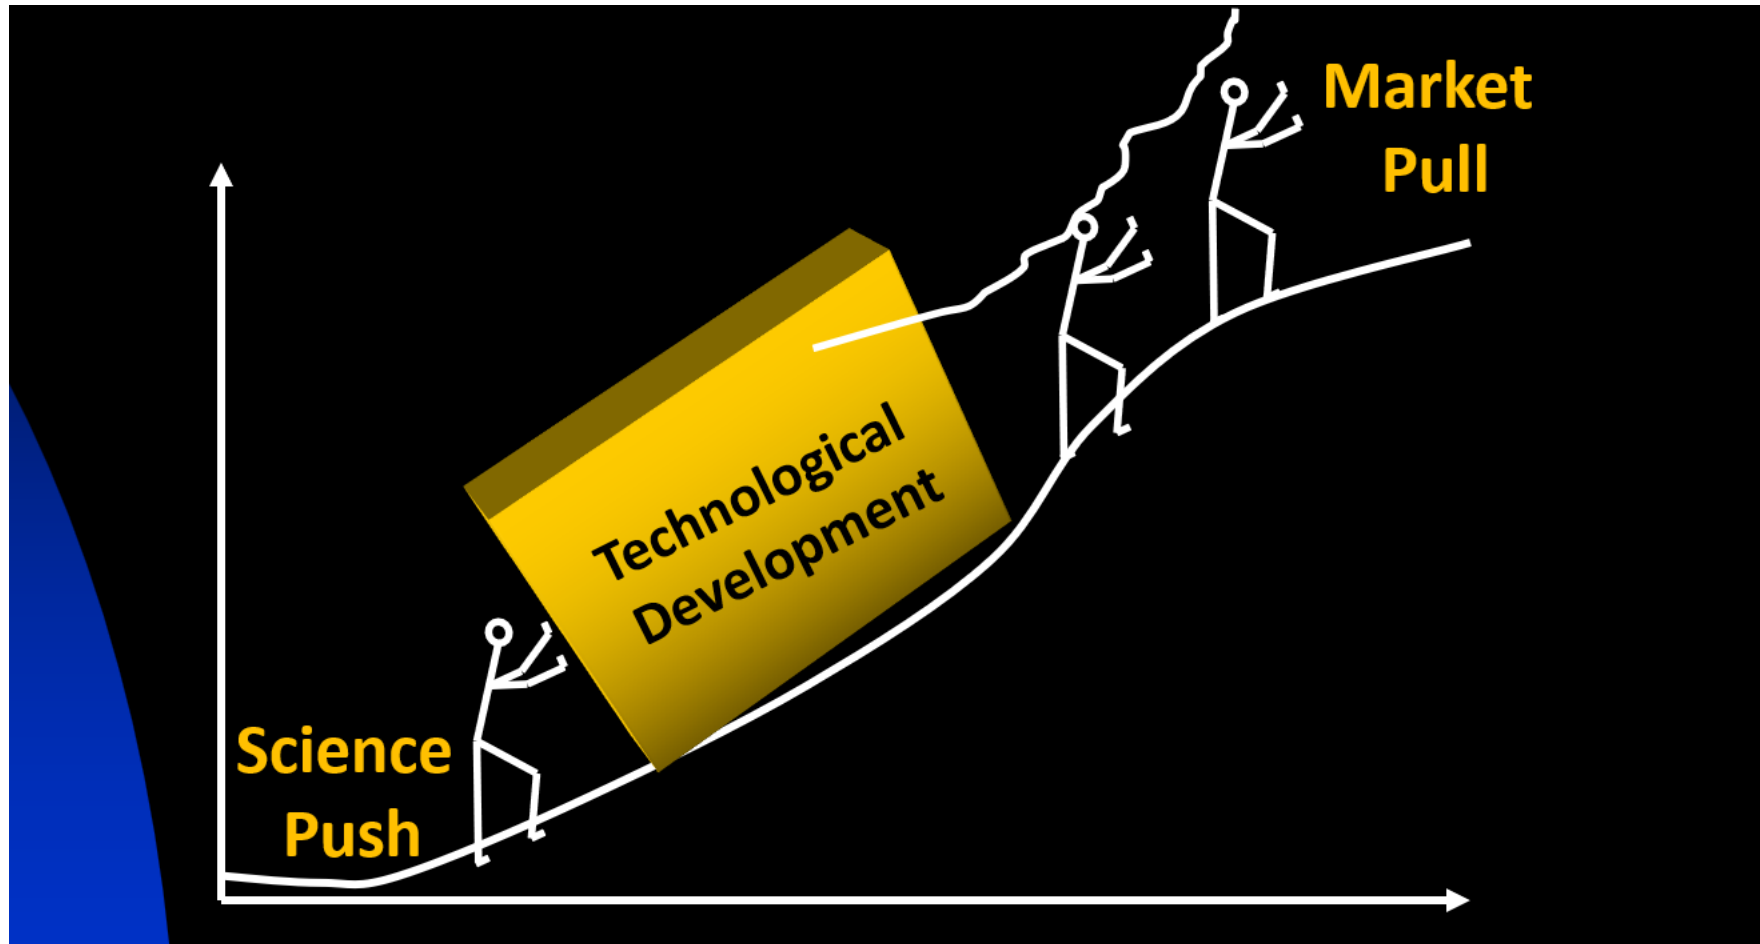 Market
Pull
Technological
Development
Science
Push